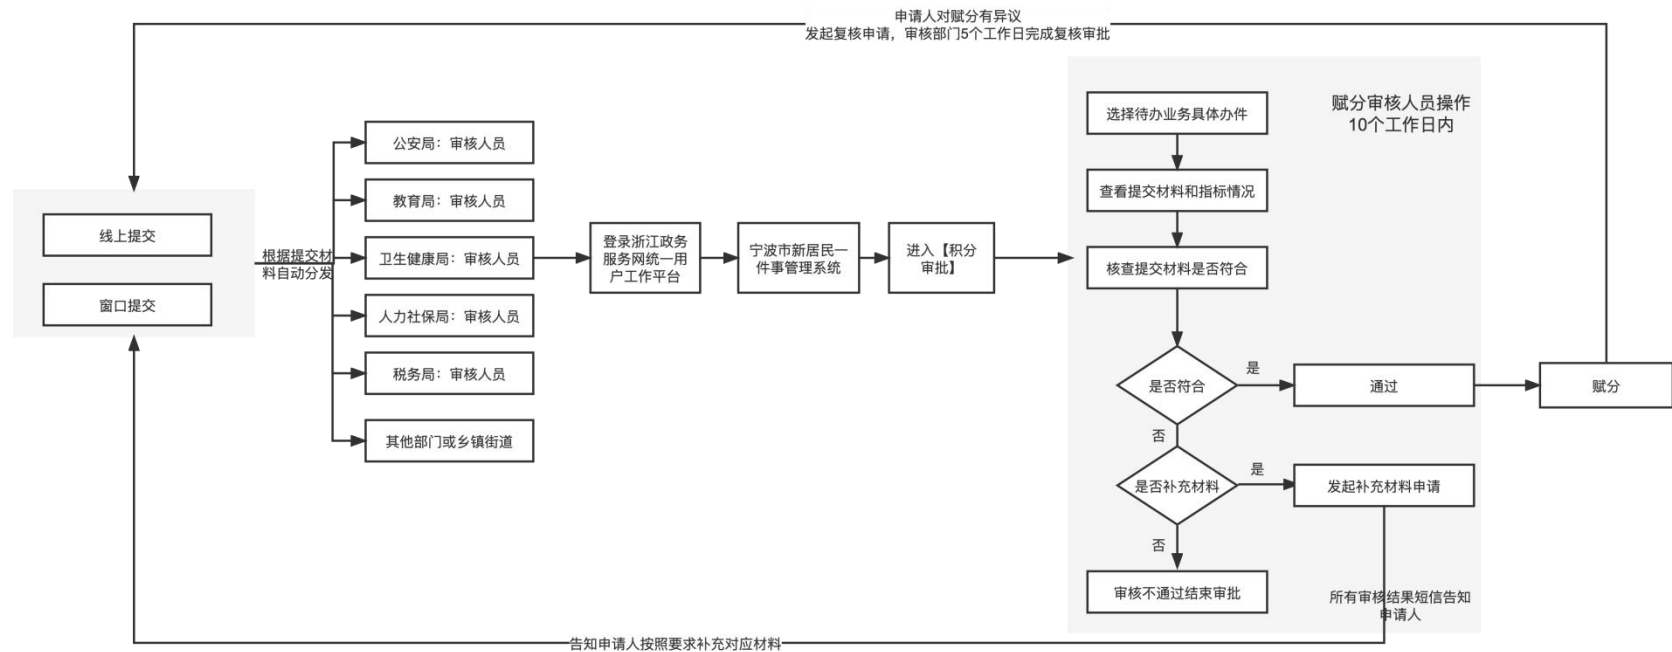 申请人对赋分有异议
发起复核申请，审核部门5个工作日完成复核审批
线上提交
窗口提交
根据提交材
料自动分发
公安局：审核人员
教育局：审核人员
卫生健康局：审核人员
人力社保局：审核人员
税务局：审核人员
其他部门或乡镇街道
登录浙江政务
服务网统一用
户工作平台
宁波市新居民一
件事管理系统
进入【积分
审批】
赋分审核人员操作
10个工作日内
选择待办业务具体办件
查看提交材料和指标情况
核查提交材料是否符合
是否符合
是
通过
赋分
否
是否补充材料
是
发起补充材料申请
否
审核不通过结束审批
所有审核结果短信告知
申请人
告知申请人按照要求补充对应材料